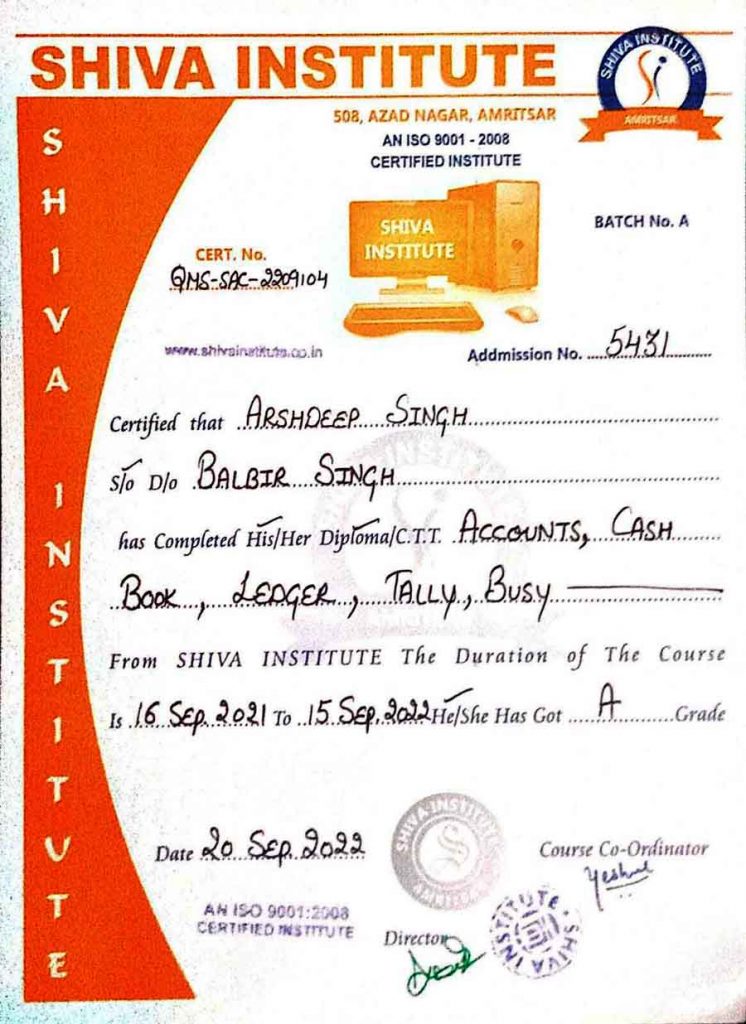 SHIVA INSTITUTE
SHIVA INSTITUTE
AMRITSAR
508, AZAD NAGAR, AMRITSAR
AN ISO 9001 - 2008
CERTIFIED INSTITUTE
SHIVA INSTITUTE
SHIVA
INSTITUTE
BATCH No. A
CERT. No.
QMS-SAC-2209104
www.shivainstitute.co.in
Addmission No. 5431
Certified that ARSHDEEP SINGH
S/o D/o BALBIR SINGH
has Completed His/Her Diploma/C.T.T. ACCOUNTS, CASH
BOOK, LEDGER, TALLY, BUSY
From SHIVA INSTITUTE The Duration of The Course
Is 16 Sep. 2021 To 15 Sep. 2022 He/She Has Got A Grade
Date 20 Sep. 2022
SHIVA INSTITUTE
Course Co-Ordinator
AN ISO 9001:2008
CERTIFIED INSTITUTE
Director
INSTITUTE SHIVA